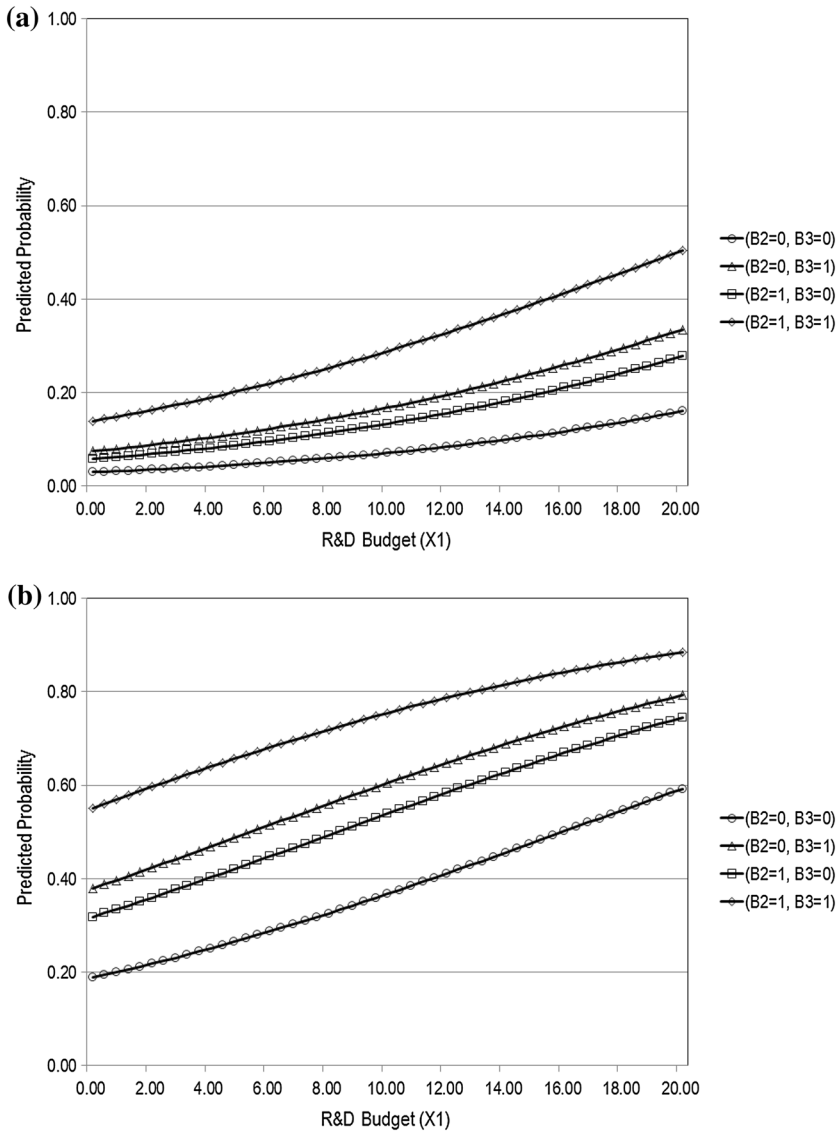 (a)
1.00
0.80
0.60
0.40
0.20
0.00
Predicted Probability
0.00 2.00 4.00 6.00 8.00 10.00 12.00 14.00 16.00 18.00 20.00
R&D Budget (X1)
(B2=0, B3=0)
(B2=0, B3=1)
(B2=1, B3=0)
(B2=1, B3=1)
(b)
1.00
0.80
0.60
0.40
0.20
0.00
Predicted Probability
0.00 2.00 4.00 6.00 8.00 10.00 12.00 14.00 16.00 18.00 20.00
R&D Budget (X1)
(B2=0, B3=0)
(B2=0, B3=1)
(B2=1, B3=0)
(B2=1, B3=1)